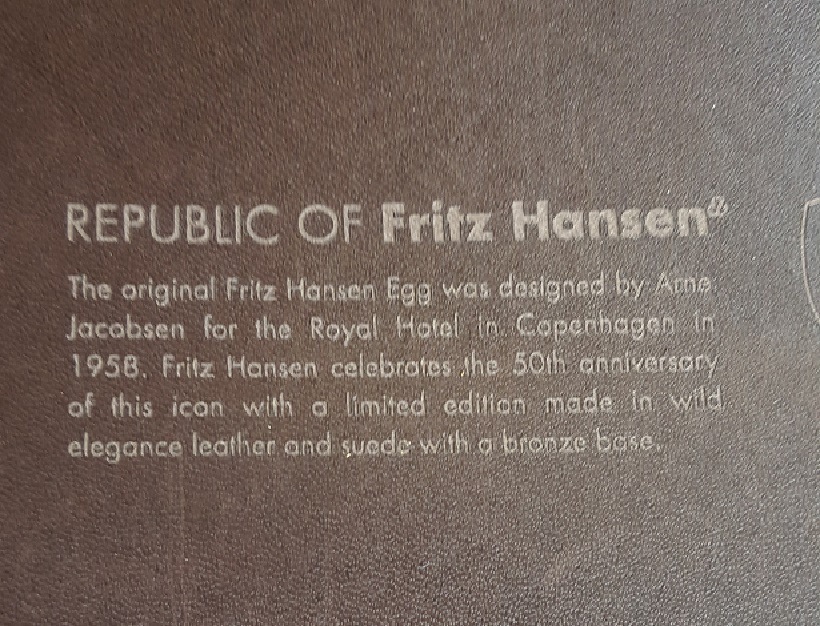 REPUBLIC OF Fritz Hansen®
The original Fritz Hansen Egg was designed by Arne
Jacobsen for the Royal Hotel in Copenhagen in
1958. Fritz Hansen celebrates the 50th anniversary
of this icon with a limited edition made in wild
elegance leather and suede with a bronze base.